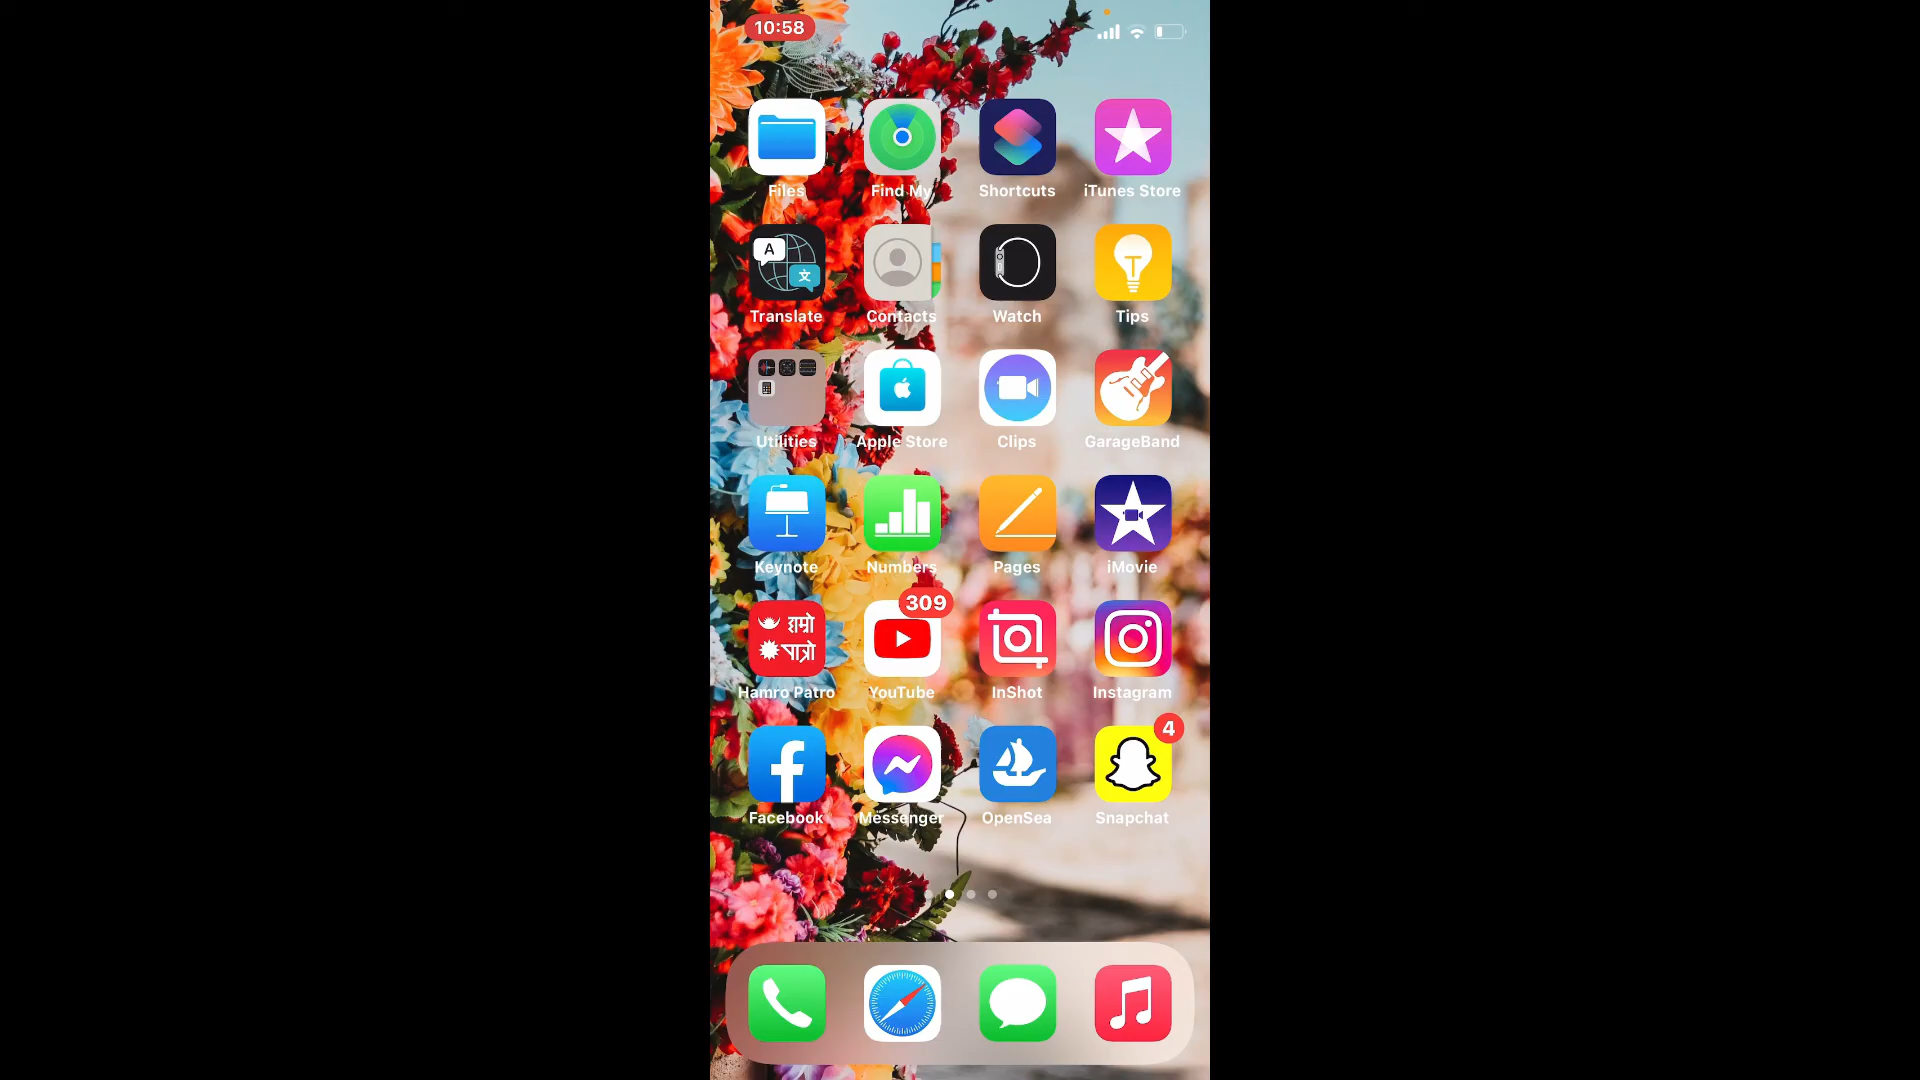 10:58
Files Find My Shortcuts iTunes Store
A 文
T
Translate Contacts Watch Tips
Utilities Apple Store Clips GarageBand
Keynote Numbers Pages iMovie
309
हाम्रो
पात्रो
Hamro Patro YouTube InShot Instagram
4
Facebook Messenger OpenSea Snapchat